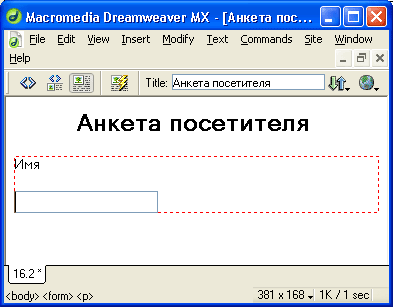 Macromedia Dreamweaver MX - [Анкета пос...
File Edit View Insert Modify Text Commands Site Window
Help
Title: Анкета посетителя
Анкета посетителя
Имя
16.2*
<body> <form> <p> 381 x 168 1K / 1 sec